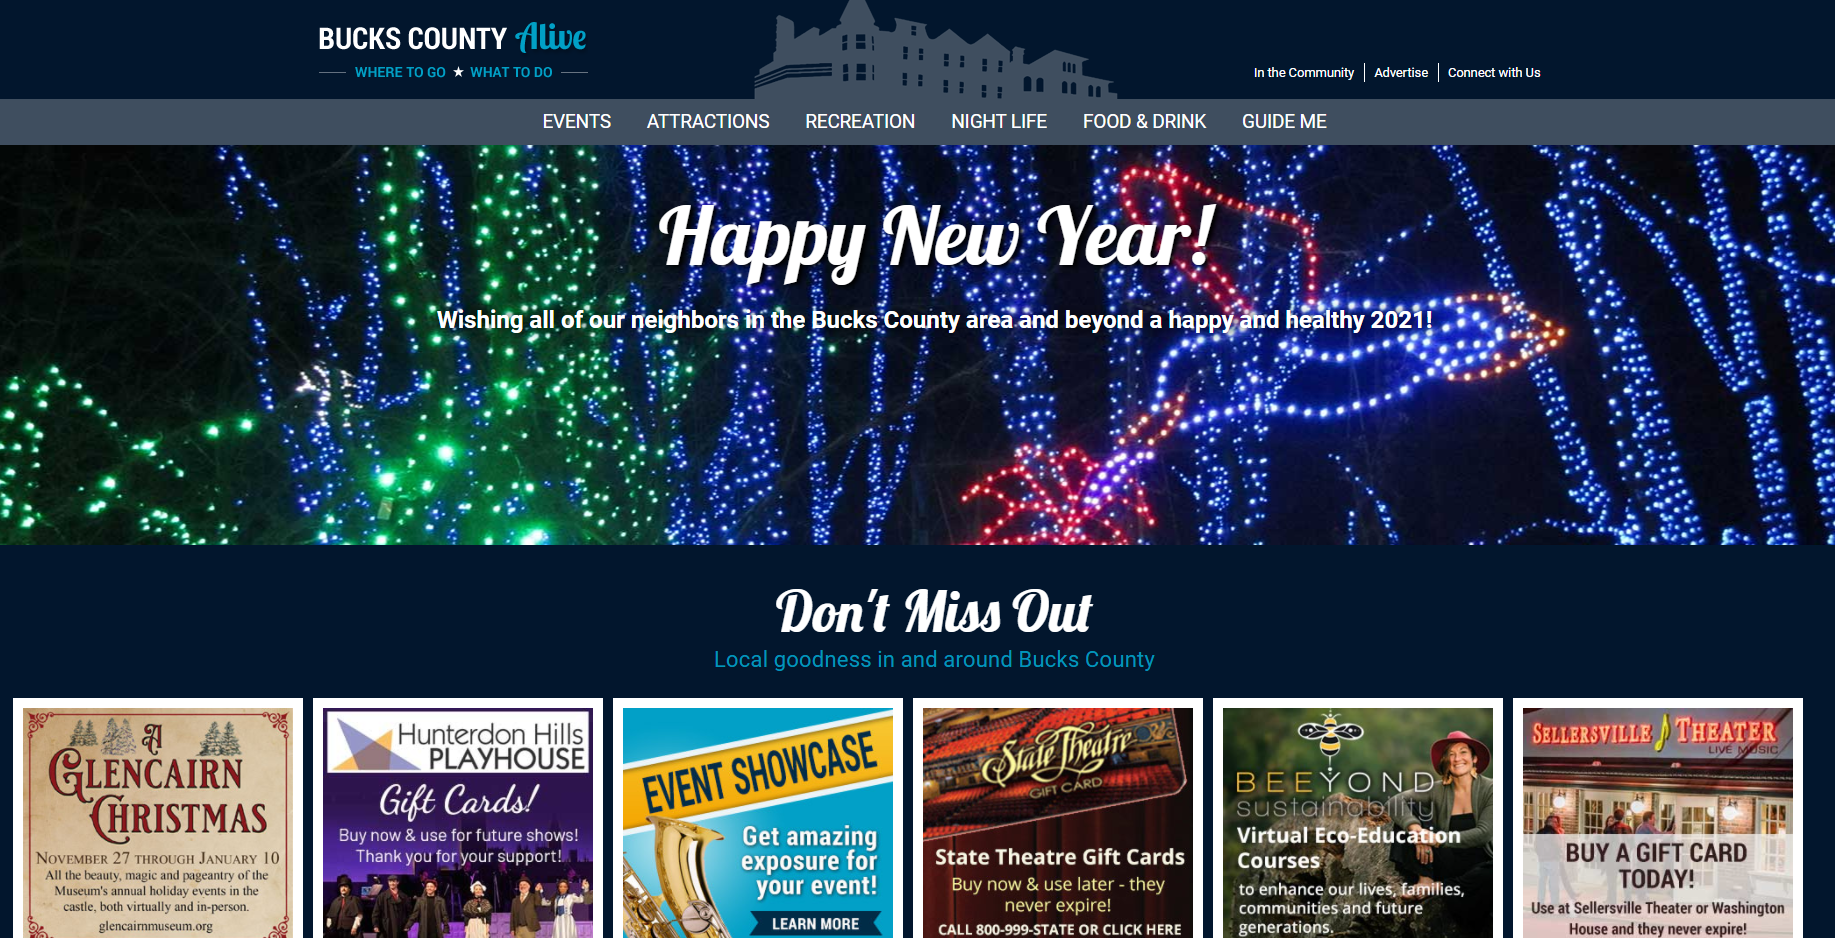 BUCKS COUNTY Alive
WHERE TO GO ★ WHAT TO DO
In the Community
Advertise
Connect with Us
EVENTS
ATTRACTIONS
RECREATION
NIGHT LIFE
FOOD & DRINK
GUIDE ME
Happy New Year!
Wishing all of our neighbors in the Bucks County area and beyond a happy and healthy 2021!
Don't Miss Out
Local goodness in and around Bucks County
A
GLENCAIRN
CHRISTMAS
NOVEMBER 27 THROUGH JANUARY 10
All the beauty, magic and pageantry of the
Museum's annual holiday events in the
castle, both virtually and in-person.
glencairnmuseum.org
Hunterdon Hills
PLAYHOUSE
Gift Cards!
Buy now & use for future shows!
Thank you for your support!
EVENT SHOWCASE
Get amazing
exposure for
your event!
LEARN MORE
State Theatre
GIFT CARD
State Theatre Gift Cards
Buy now & use later - they
never expire!
CALL 800-999-STATE OR CLICK HERE
BEEYOND
sustainability
Virtual Eco-Education
Courses
to enhance our lives, families,
communities and future
generations.
SELLERSVILLE THEATER
LIVE MUSIC
BUY A GIFT CARD
TODAY!
Use at Sellersville Theater or Washington
House and they never expire!